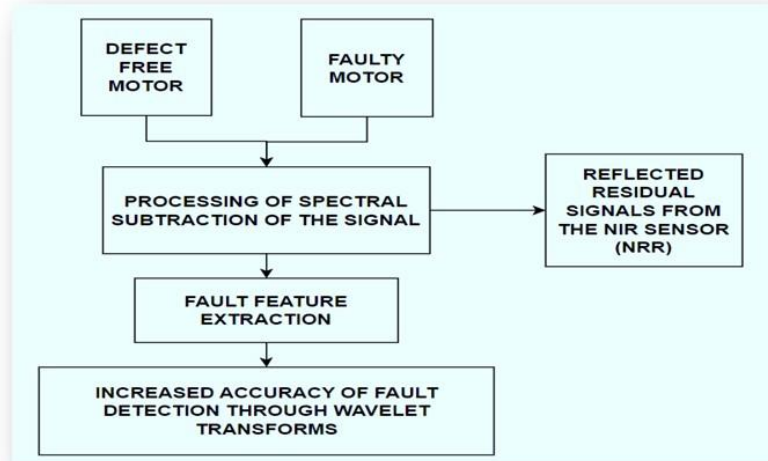 DEFECT
FREE
MOTOR
FAULTY
MOTOR
PROCESSING OF SPECTRAL
SUBTRACTION OF THE SIGNAL
REFLECTED
RESIDUAL
SIGNALS FROM
THE NIR SENSOR
(NRR)
FAULT FEATURE
EXTRACTION
INCREASED ACCURACY OF FAULT
DETECTION THROUGH WAVELET
TRANSFORMS